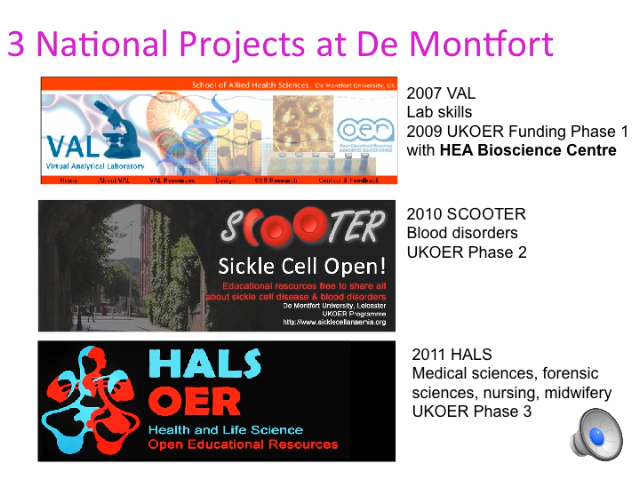 3 National Projects at De Montfort
School of Allied Health Sciences, De Montfort University, UK
VAL
Virtual Analytical Laboratory
oer
Home About VAL VAL Resources Design OER Research Contact & Feedback
2007 VAL
Lab skills
2009 UKOER Funding Phase 1
with HEA Bioscience Centre
SCOOTER
Sickle Cell Open!
Educational resources free to share all
about sickle cell disease & blood disorders
De Montfort University, Leicester
UKOER Programme
http://www.sicklecellanaemia.org
2010 SCOOTER
Blood disorders
UKOER Phase 2
HALS
OER
Health and Life Science
Open Educational Resources
2011 HALS
Medical sciences, forensic
sciences, nursing, midwifery
UKOER Phase 3